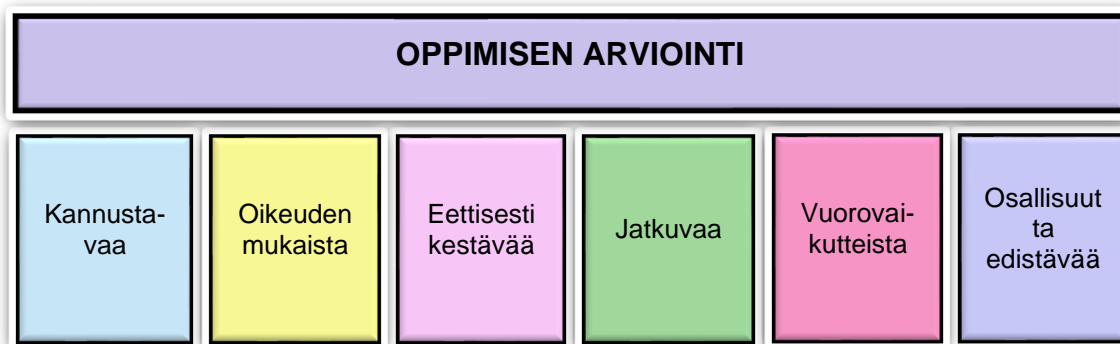 OPPIMISEN ARVIOINTI
Kannusta-
vaa
Oikeuden
mukaista
Eettisesti
kestävää
Jatkuvaa
Vuorovai-
kutteista
Osallisuut
ta
edistävää